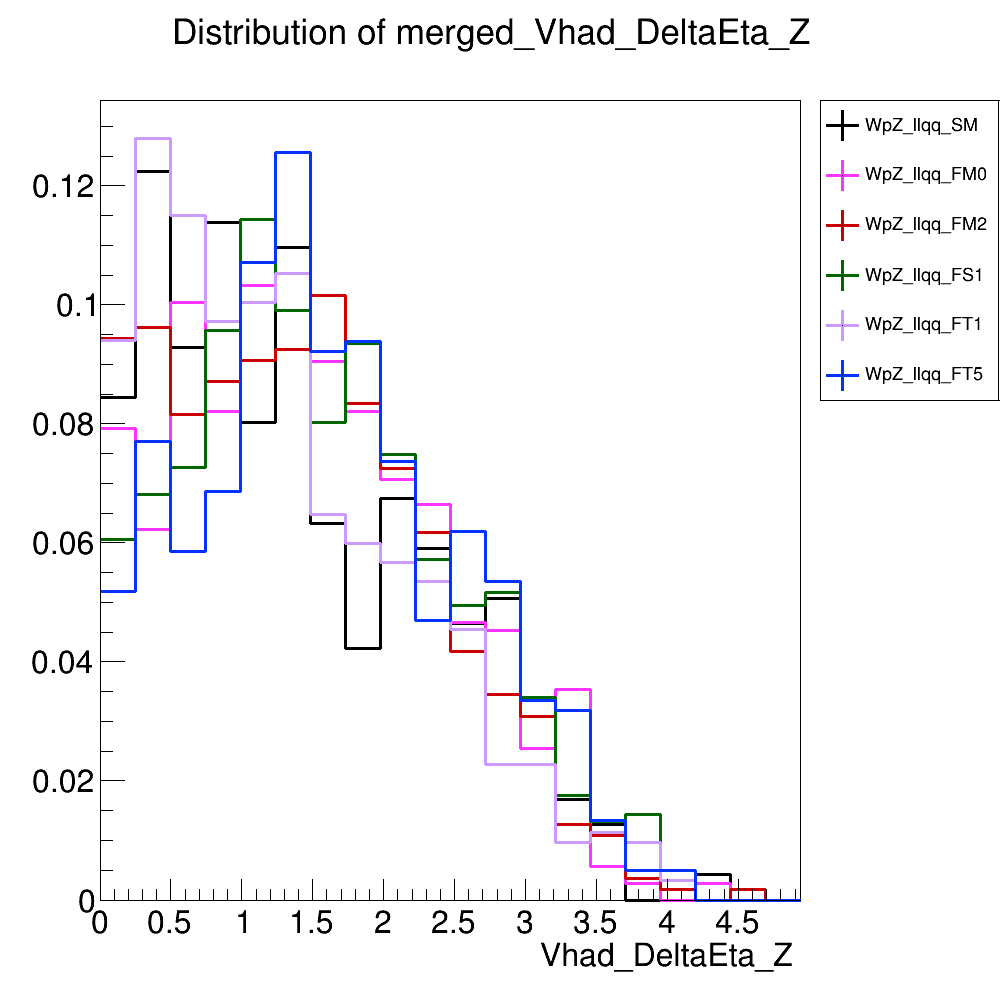 Distribution of merged_Vhad_DeltaEta_Z
WpZ_llqq_SM
WpZ_llqq_FM0
WpZ_llqq_FM2
WpZ_llqq_FS1
WpZ_llqq_FT1
WpZ_llqq_FT5
0.12
0.1
0.08
0.06
0.04
0.02
0
0 0.5 1 1.5 2 2.5 3 3.5 4 4.5
Vhad_DeltaEta_Z